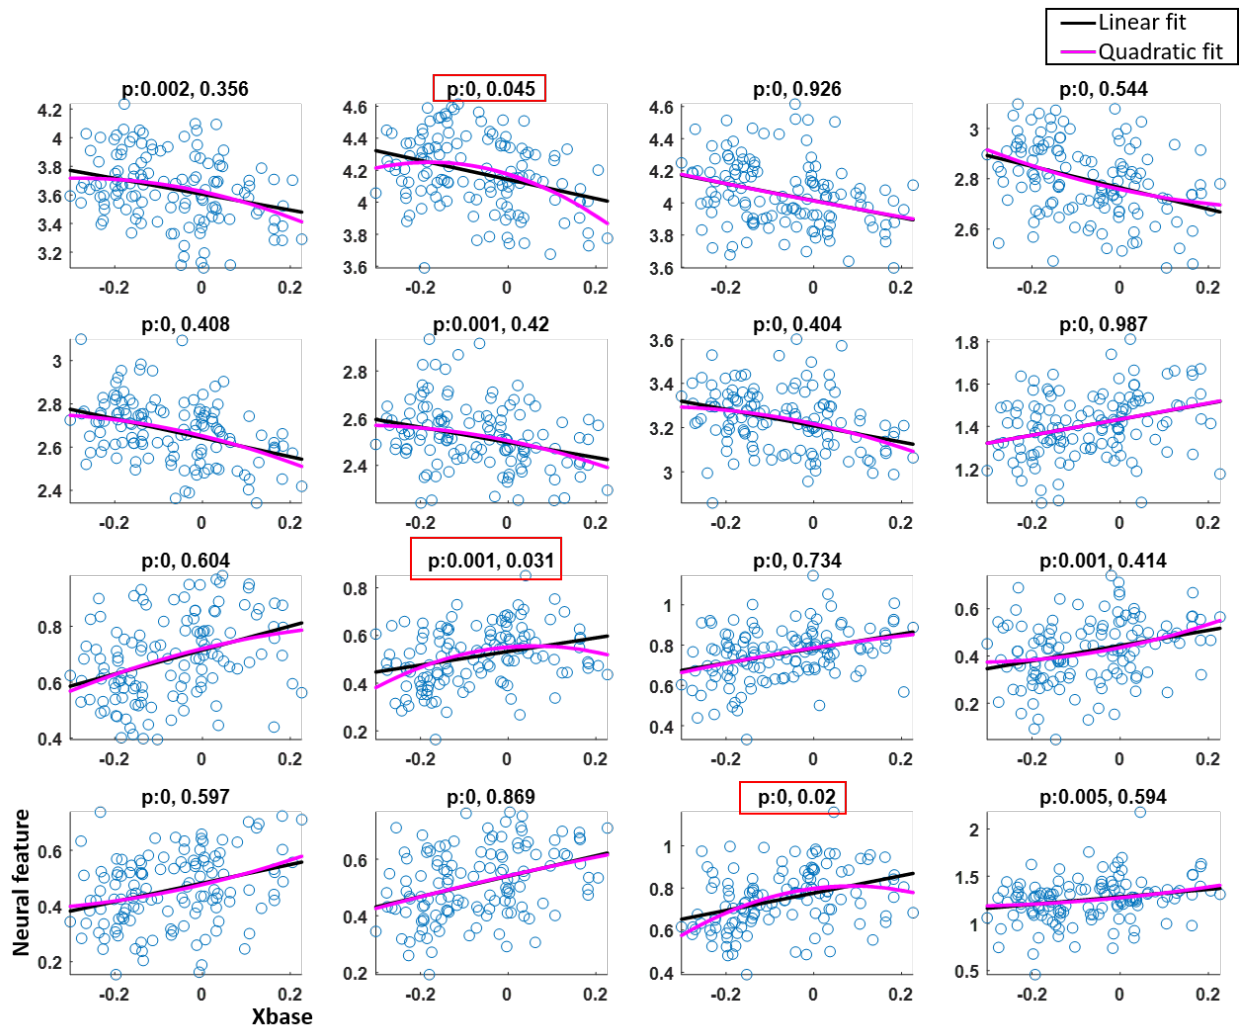 Linear fit
Quadratic fit
p:0.002, 0.356
p:0, 0.045
p:0, 0.926
p:0, 0.544
4.2
4
3.8
3.6
3.4
3.2
-0.2 0 0.2
4.6
4.4
4.2
4
3.8
3.6
-0.2 0 0.2
4.6
4.4
4.2
4
3.8
3.6
-0.2 0 0.2
3
2.8
2.6
-0.2 0 0.2
p:0, 0.408
p:0.001, 0.42
p:0, 0.404
p:0, 0.987
3
2.8
2.6
2.4
-0.2 0 0.2
2.8
2.6
2.4
-0.2 0 0.2
3.6
3.4
3.2
3
-0.2 0 0.2
1.8
1.6
1.4
1.2
-0.2 0 0.2
p:0, 0.604
p:0.001, 0.031
p:0, 0.734
p:0.001, 0.414
0.8
0.6
0.4
-0.2 0 0.2
0.8
0.6
0.4
0.2
-0.2 0 0.2
1
0.8
0.6
0.4
-0.2 0 0.2
0.6
0.4
0.2
-0.2 0 0.2
p:0, 0.597
p:0, 0.869
p:0, 0.02
p:0.005, 0.594
Neural feature
0.6
0.4
0.2
-0.2 0 0.2
Xbase
0.6
0.4
0.2
-0.2 0 0.2
1
0.8
0.6
0.4
-0.2 0 0.2
2
1.5
1
0.5
-0.2 0 0.2